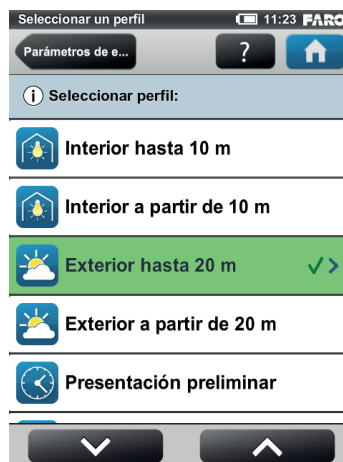 Seleccionar un perfil 11:23 FARO
Parámetros de e... ?
i Seleccionar perfil:
Interior hasta 10 m
Interior a partir de 10 m
Exterior hasta 20 m
Exterior a partir de 20 m
Presentación preliminar